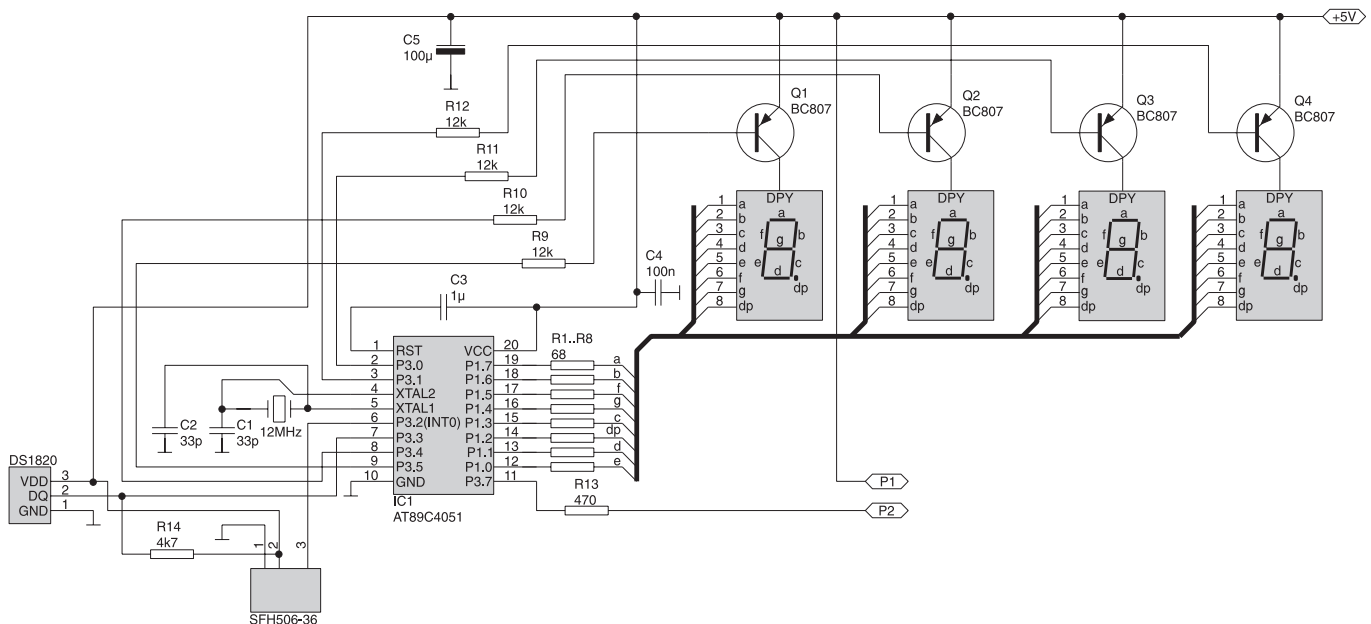 +5V
C5
100µ
R12
12k
R11
12k
R10
12k
R9
12k
Q1
BC807
Q2
BC807
Q3
BC807
Q4
BC807
C4
100n
C3
1µ
DPY
1 a
2 b
3 c
4 d
5 e
6 f
7 g
8 dp
a
f b
g
e c
d
dp
DPY
1 a
2 b
3 c
4 d
5 e
6 f
7 g
8 dp
a
f b
g
e c
d
dp
DPY
1 a
2 b
3 c
4 d
5 e
6 f
7 g
8 dp
a
f b
g
e c
d
dp
DPY
1 a
2 b
3 c
4 d
5 e
6 f
7 g
8 dp
a
f b
g
e c
d
dp
R1..R8
68
1 RST VCC 20
2 P3.0 P1.7 19 a
3 P3.1 P1.6 18 b
4 XTAL2 P1.5 17 f
5 XTAL1 P1.4 16 g
6 P3.2(INT0) P1.3 15 c
7 P3.3 P1.2 14 dp
8 P3.4 P1.1 13 d
9 P3.5 P1.0 12 e
10 GND P3.7 11
IC1
AT89C4051
C2
33p
C1
33p
12MHz
DS1820
VDD 3
DQ 2
GND 1
R14
4k7
1 2 3
SFH506-36
R13
470
P1
P2